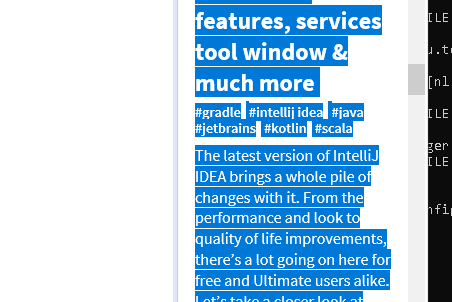 features, services
tool window &
much more
#gradle #intellij idea #java
#jetbrains #kotlin #scala
The latest version of IntelliJ
IDEA brings a whole pile of
changes with it. From the
performance and look to
quality of life improvements,
there's a lot going on here for
free and Ultimate users alike.
Let's take a closer look at
ILE
u.to
[nl
ILE
ger
ILE
nfip